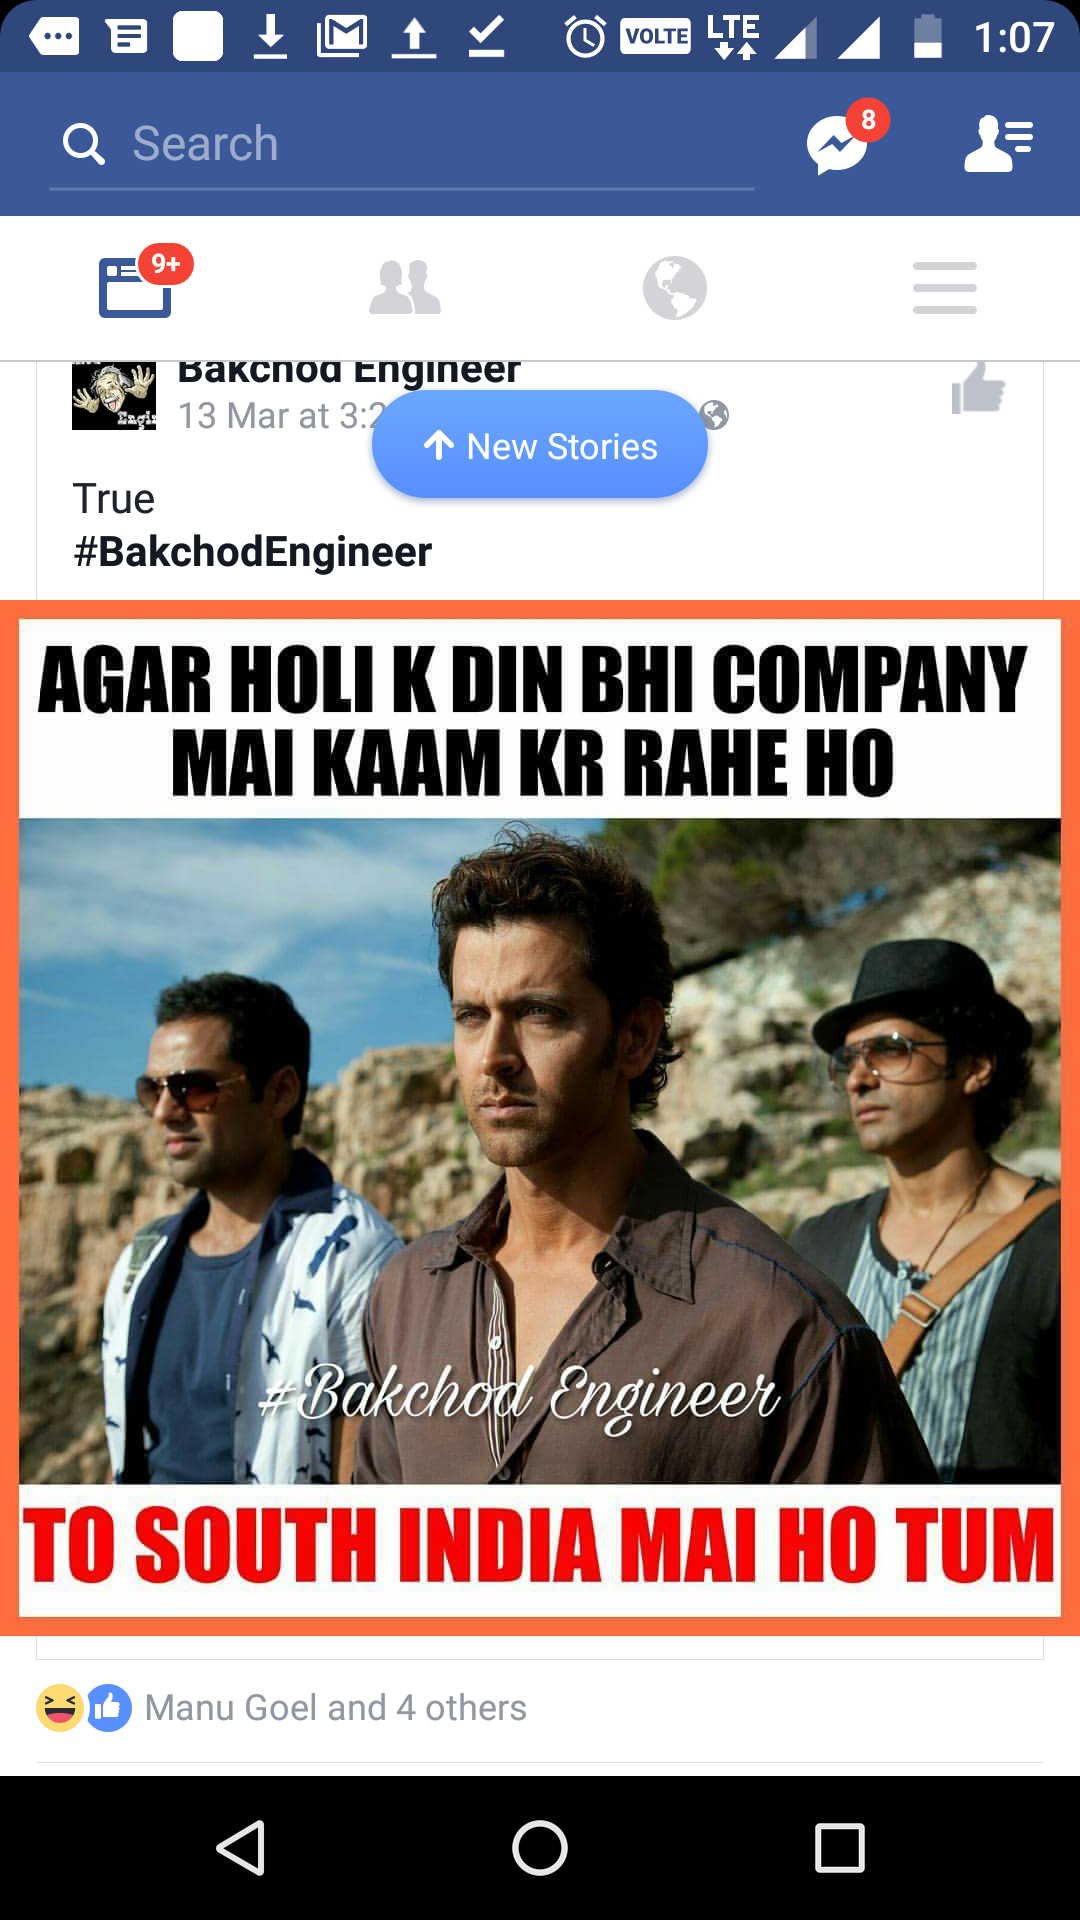 VOLTE
LTE
1:07
Search
8
9+
Bakchod Engineer
Engi
13 Mar at 3:2
New Stories
True
#BakchodEngineer
AGAR HOLI K DIN BHI COMPANY
MAI KAAM KR RAHE HO
#Bakchod Engineer
TO SOUTH INDIA MAI HO TUM
Manu Goel and 4 others